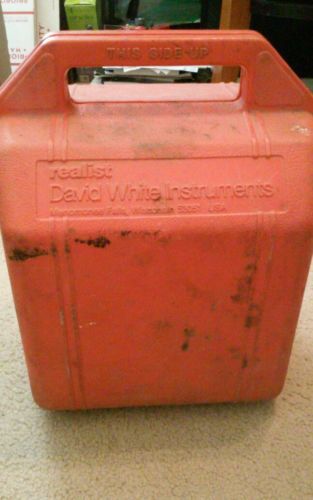 THIS SIDE UP
realist
David White Instruments
Menomonee Falls, Wisconsin 53051 USA